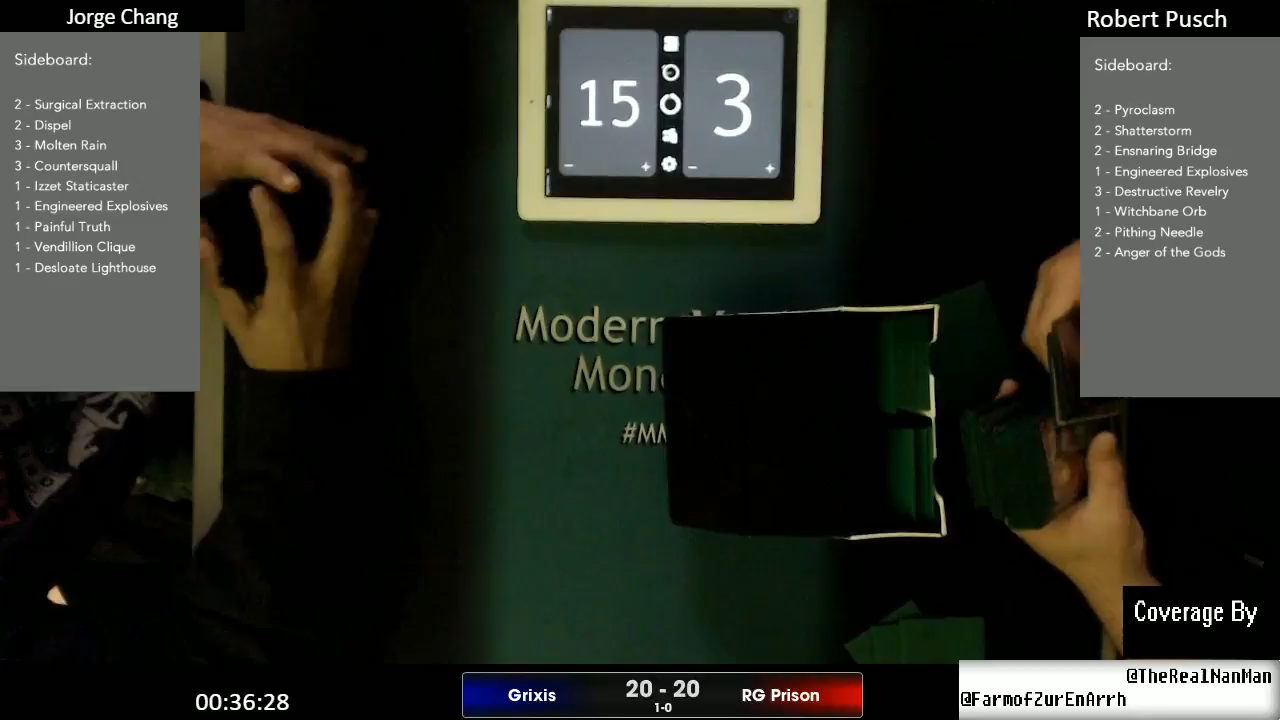 Jorge Chang
Sideboard:
2 - Surgical Extraction
2 - Dispel
3 - Molten Rain
3 - Countersquall
1 - Izzet Staticaster
1 - Engineered Explosives
1 - Painful Truth
1 - Vendillion Clique
1 - Desloate Lighthouse
15
3
Robert Pusch
Sideboard:
2 - Pyroclasm
2 - Shatterstorm
2 - Ensnaring Bridge
1 - Engineered Explosives
3 - Destructive Revelry
1 - Witchbane Orb
2 - Pithing Needle
2 - Anger of the Gods
Modern
Coverage By
@TheRealNanMan
@FarmofZurEnArrh
00:36:28
Grixis
20 - 20
1-0
RG Prison